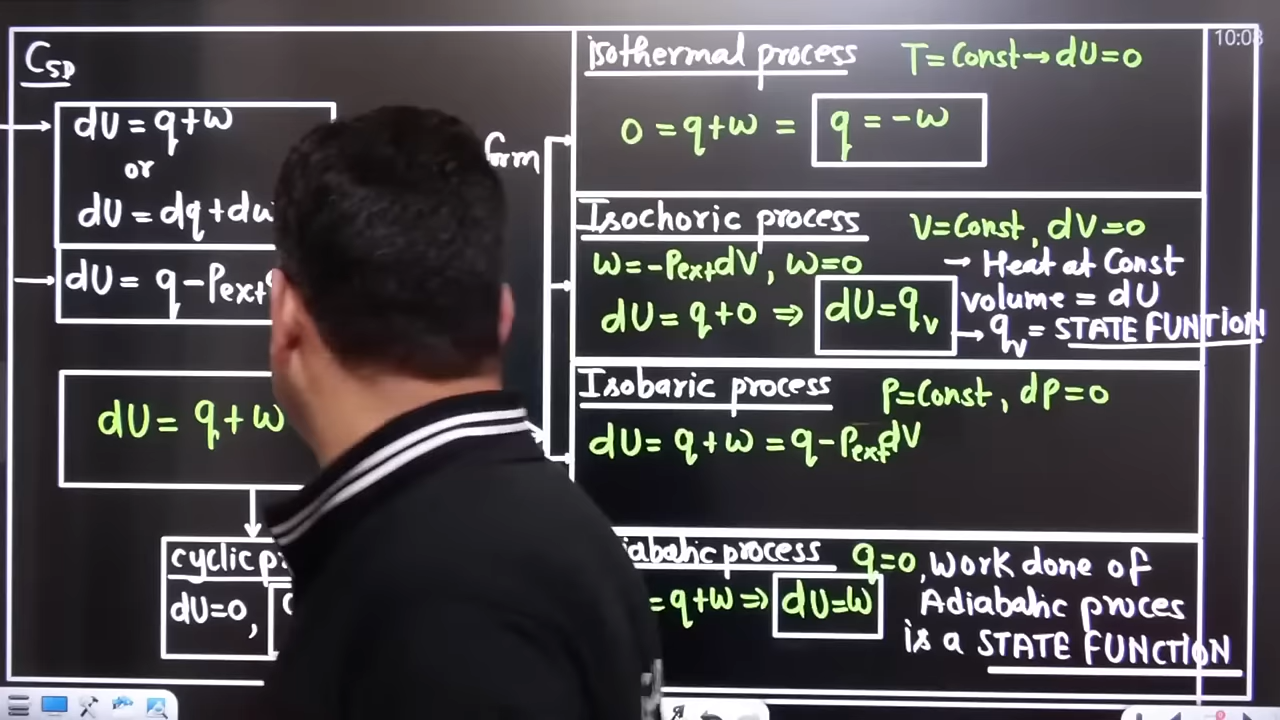 CSP
dU = q+w
or
dU = dq+dw
dU = q-Pext
dU = q+w
cyclic
dU=0,
form
isothermal process T=Const→dU=0
0 = q+w = q = -w
Isochoric process V=Const, dV=0
w=-PextdV, w=0 → Heat at Const
dU = q+0 ⇒ dU=qv volume = dU
→ qv = STATE FUNTION
Isobaric process P=Const, dP=0
dU= q+w = q-PextdV
iabatic process q=0, Work done of
=q+w ⇒ dU=w Adiabatic proces
is a STATE FUNCTION
10:08